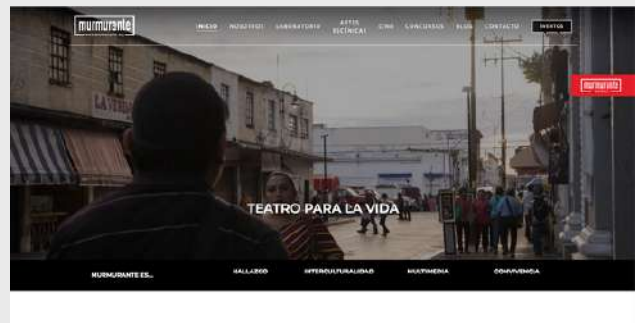 murmurante
INICIO NOSOTROS LABORATORIO ARTES ESCÉNICAS CINE CONCURSOS BLOG CONTACTO EVENTOS
murmurante
TEATRO PARA LA VIDA
MURMURANTE ES... HALLAZGO INTERCULTURALIDAD MULTIMEDIA CONVIVENCIA